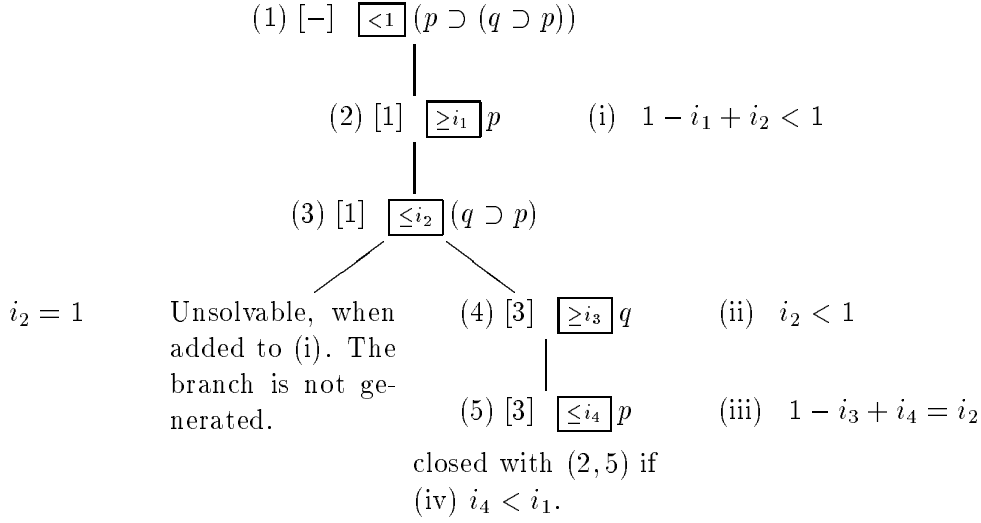 (1) [−] <1 (p ⊃ (q ⊃ p))
(2) [1] ≥i₁ p (i) 1 − i₁ + i₂ < 1
(3) [1] ≤i₂ (q ⊃ p)
i₂ = 1 Unsolvable, when (4) [3] ≥i₃ q (ii) i₂ < 1
added to (i). The
branch is not ge-
nerated. (5) [3] ≤i₄ p (iii) 1 − i₃ + i₄ = i₂
closed with (2,5) if
(iv) i₄ < i₁.